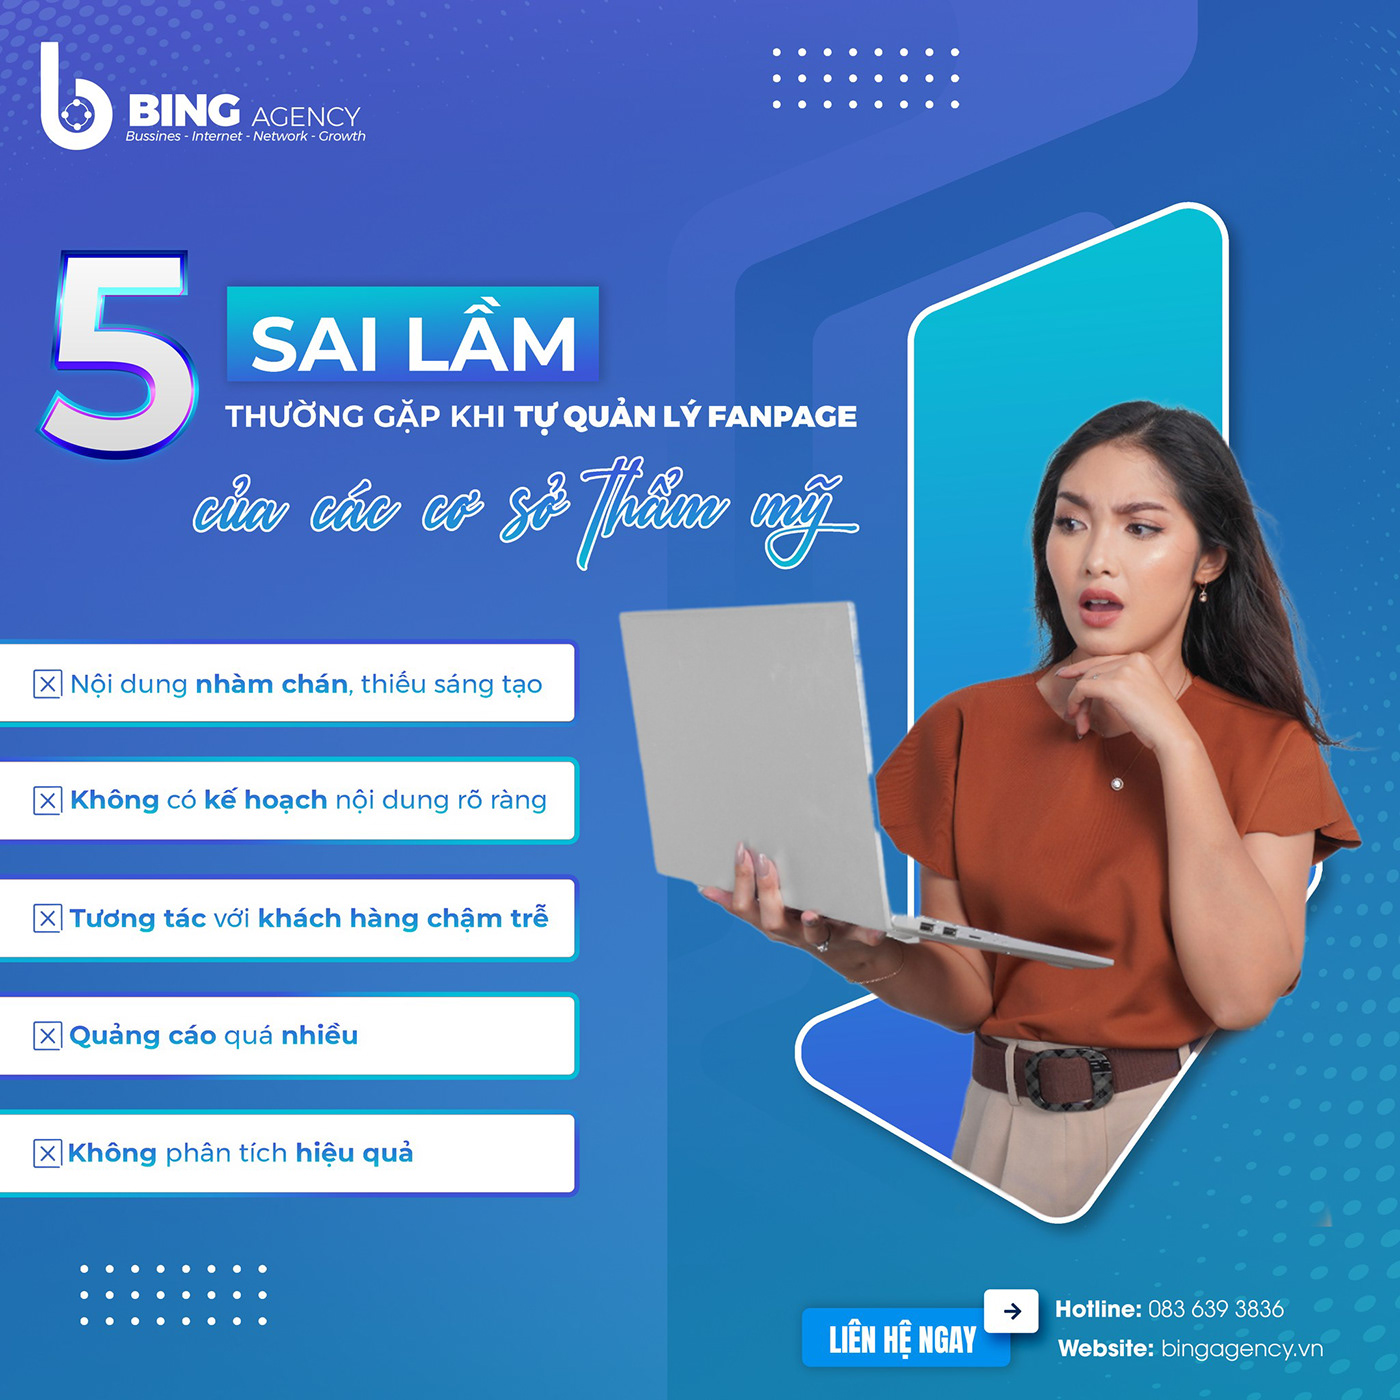 BING AGENCY
Bussines - Internet - Network - Growth
5
SAI LẦM
THƯỜNG GẶP KHI TỰ QUẢN LÝ FANPAGE
của các cơ sở Thẩm mỹ
Nội dung nhàm chán, thiếu sáng tạo
Không có kế hoạch nội dung rõ ràng
Tương tác với khách hàng chậm trễ
Quảng cáo quá nhiều
Không phân tích hiệu quả
LIÊN HỆ NGAY
Hotline: 083 639 3836
Website: bingagency.vn